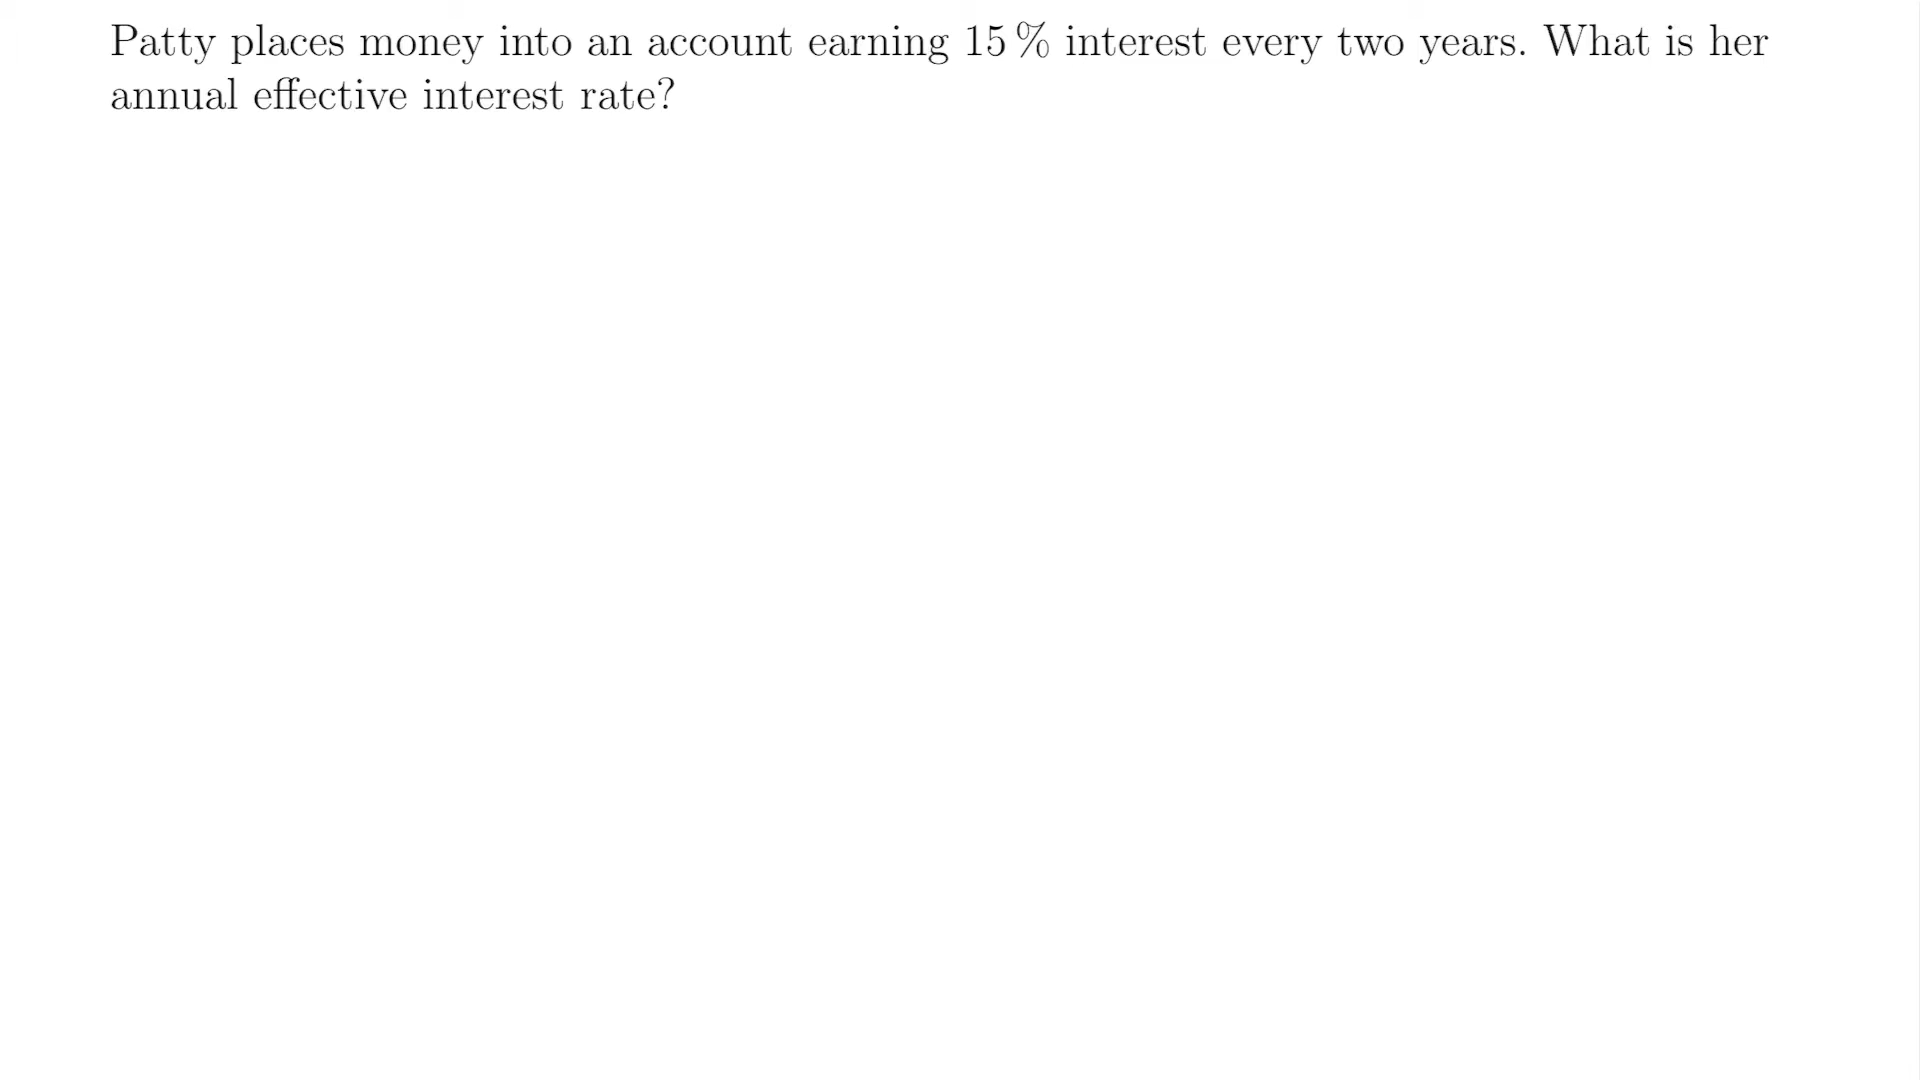 Patty places money into an account earning 15 % interest every two years. What is her
annual effective interest rate?